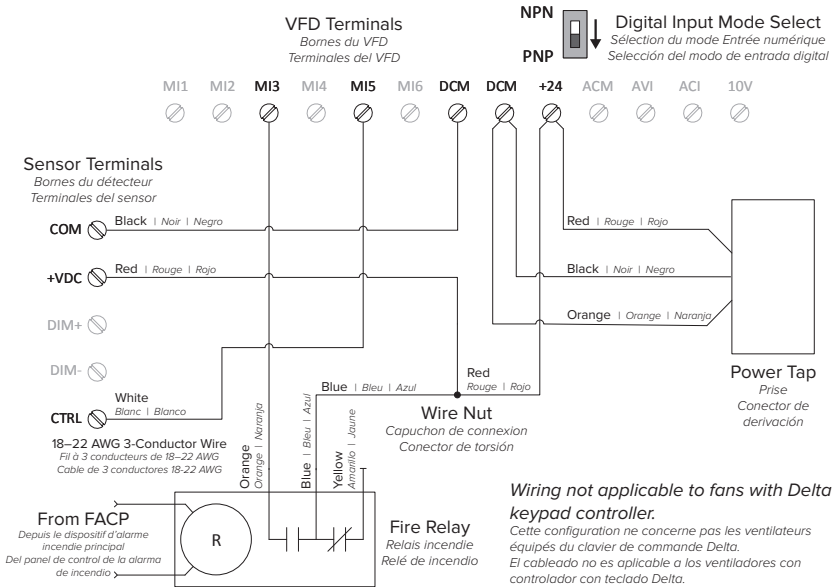 VFD Terminals
Bornes du VFD
Terminales del VFD
NPN
PNP
Digital Input Mode Select
Sélection du mode Entrée numérique
Selección del modo de entrada digital
MI1 MI2 MI3 MI4 MI5 MI6 DCM DCM +24 ACM AVI ACI 10V
Sensor Terminals
Bornes du détecteur
Terminales del sensor
COM
Black | Noir | Negro
+VDC
Red | Rouge | Rojo
DIM+
DIM-
CTRL
White
Blanc | Blanco
18–22 AWG 3-Conductor Wire
Fil à 3 conducteurs de 18–22 AWG
Cable de 3 conductores 18-22 AWG
Red | Rouge | Rojo
Black | Noir | Negro
Orange | Orange | Naranja
Power Tap
Prise
Conector de
derivación
Blue | Bleu | Azul
Red
Rouge | Rojo
Wire Nut
Capuchon de connexion
Conector de torsión
Orange
Orange | Naranja
Blue | Bleu | Azul
Yellow
Amarillo | Jaune
From FACP
Depuis le dispositif d'alarme
incendie principal
Del panel de control de la alarma
de incendio
R
Fire Relay
Relais incendie
Relé de incendio
Wiring not applicable to fans with Delta
keypad controller.
Cette configuration ne concerne pas les ventilateurs
équipés du clavier de commande Delta.
El cableado no es aplicable a los ventiladores con
controlador con teclado Delta.